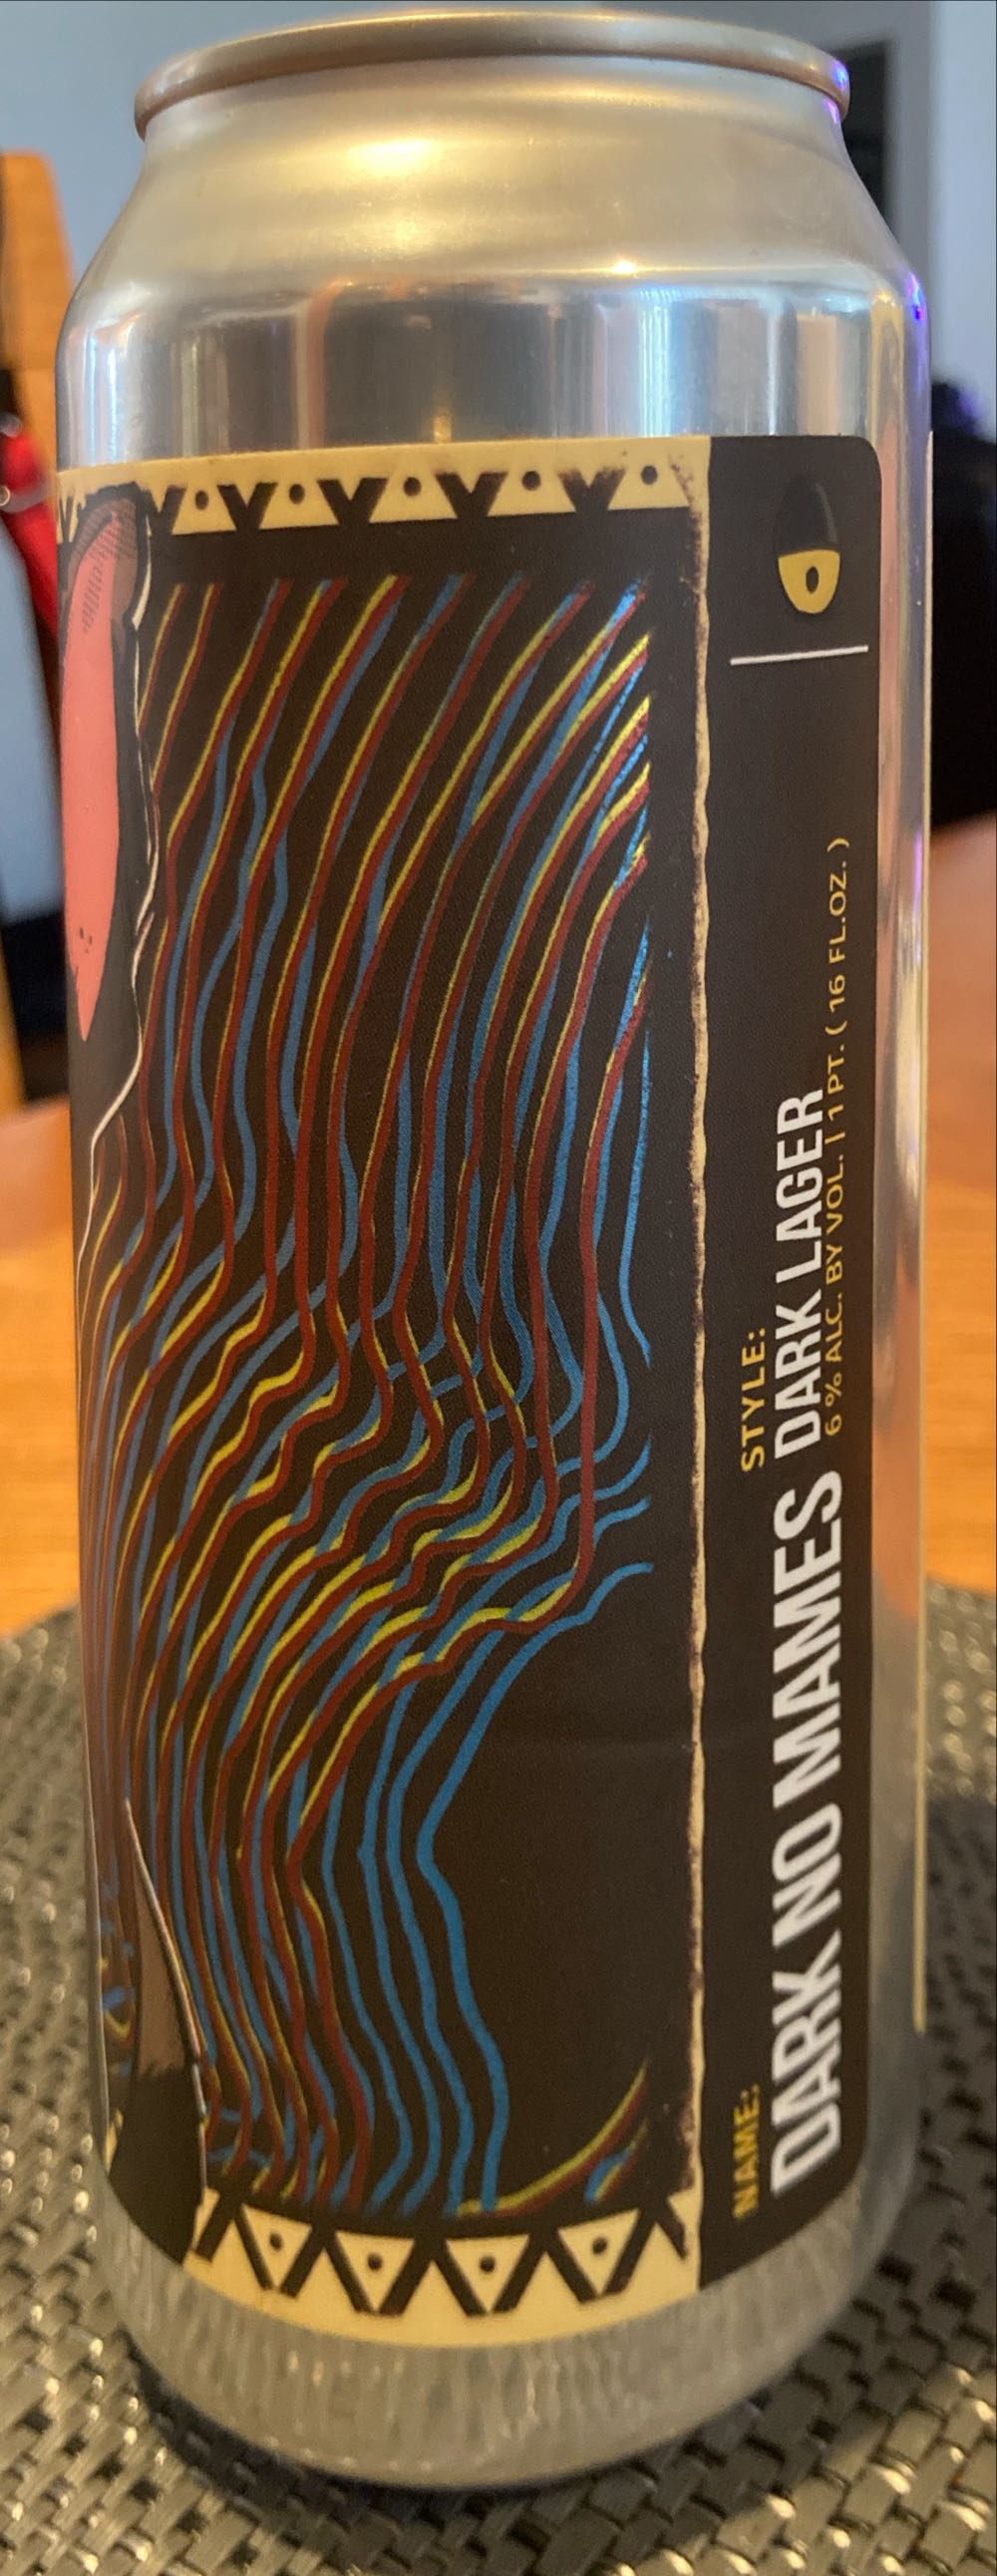 NAME:
DARK NO MAMES
STYLE:
DARK LAGER
6 % ALC. BY VOL. | 1 PT. ( 16 FL.OZ. )